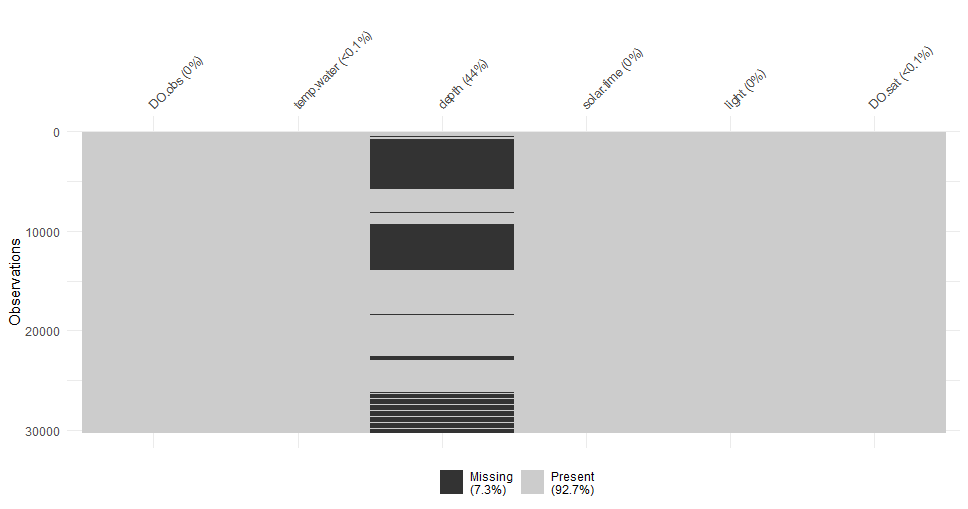 DO.obs (0%)
temp.water (<0.1%)
depth (44%)
solar.time (0%)
light (0%)
DO.sat (<0.1%)
0
10000
20000
30000
Observations
Missing
(7.3%)
Present
(92.7%)